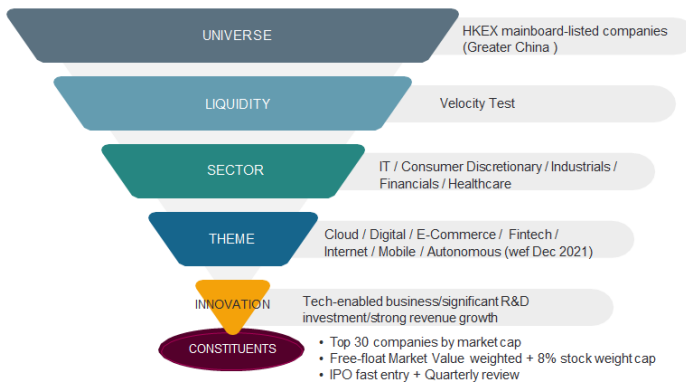 UNIVERSE
HKEX mainboard-listed companies
(Greater China )
LIQUIDITY
Velocity Test
SECTOR
IT / Consumer Discretionary / Industrials /
Financials / Healthcare
THEME
Cloud / Digital / E-Commerce / Fintech /
Internet / Mobile / Autonomous (wef Dec 2021)
INNOVATION
Tech-enabled business/significant R&D
investment/strong revenue growth
CONSTITUENTS
• Top 30 companies by market cap
• Free-float Market Value weighted + 8% stock weight cap
• IPO fast entry + Quarterly review